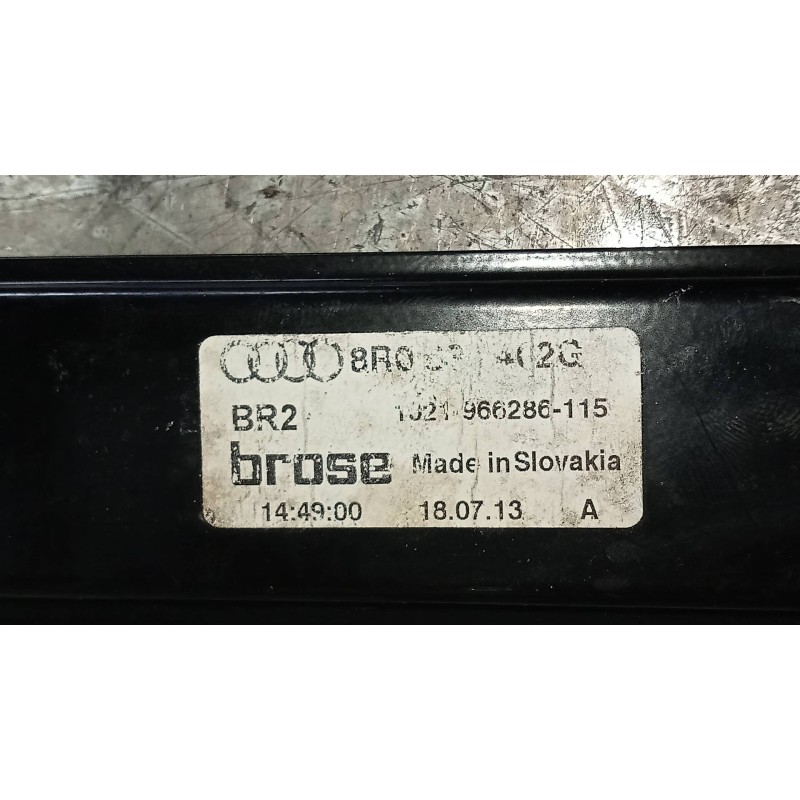 8R0
BR2 966286-115
brose Made in Slovakia
14:49:00 18.07.13 A